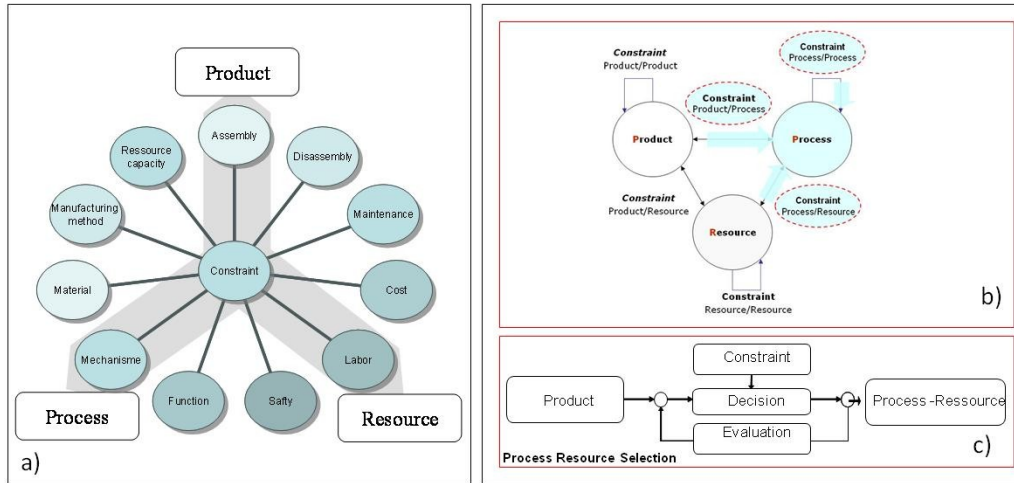 Product
Assembly
Ressource
capacity
Disassembly
Manufacturing
method
Maintenance
Constraint
Material
Cost
Mechanisme
Labor
Function
Safty
Process
Resource
a)
Constraint
Product/Product
Constraint
Process/Process
Constraint
Product/Process
Product
Process
Constraint
Product/Resource
Constraint
Process/Resource
Resource
Constraint
Resource/Resource
b)
Constraint
Product
Decision
Process -Ressource
Evaluation
Process Resource Selection
c)